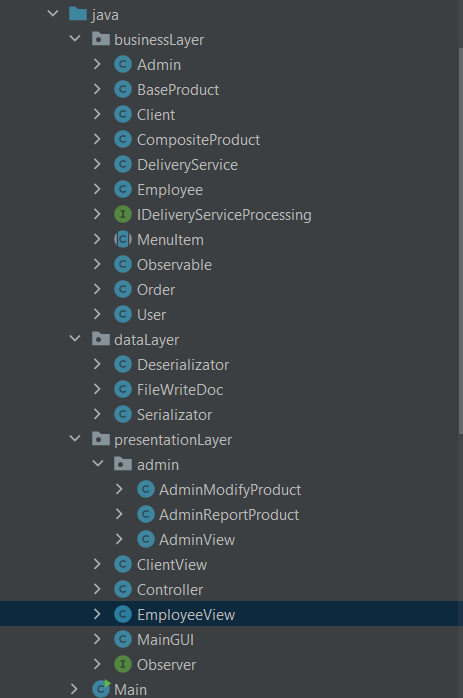 java
businessLayer
Admin
BaseProduct
Client
CompositeProduct
DeliveryService
Employee
IDeliveryServiceProcessing
MenuItem
Observable
Order
User
dataLayer
Deserializator
FileWriteDoc
Serializator
presentationLayer
admin
AdminModifyProduct
AdminReportProduct
AdminView
ClientView
Controller
EmployeeView
MainGUI
Observer
Main